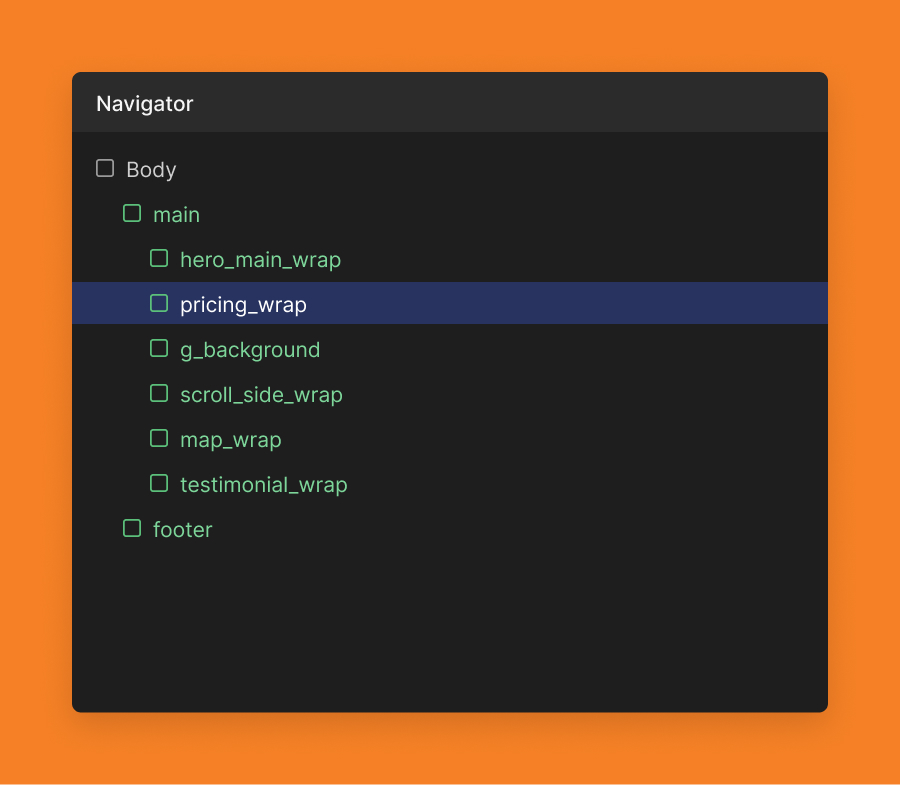 Navigator
Body
main
hero_main_wrap
pricing_wrap
g_background
scroll_side_wrap
map_wrap
testimonial_wrap
footer